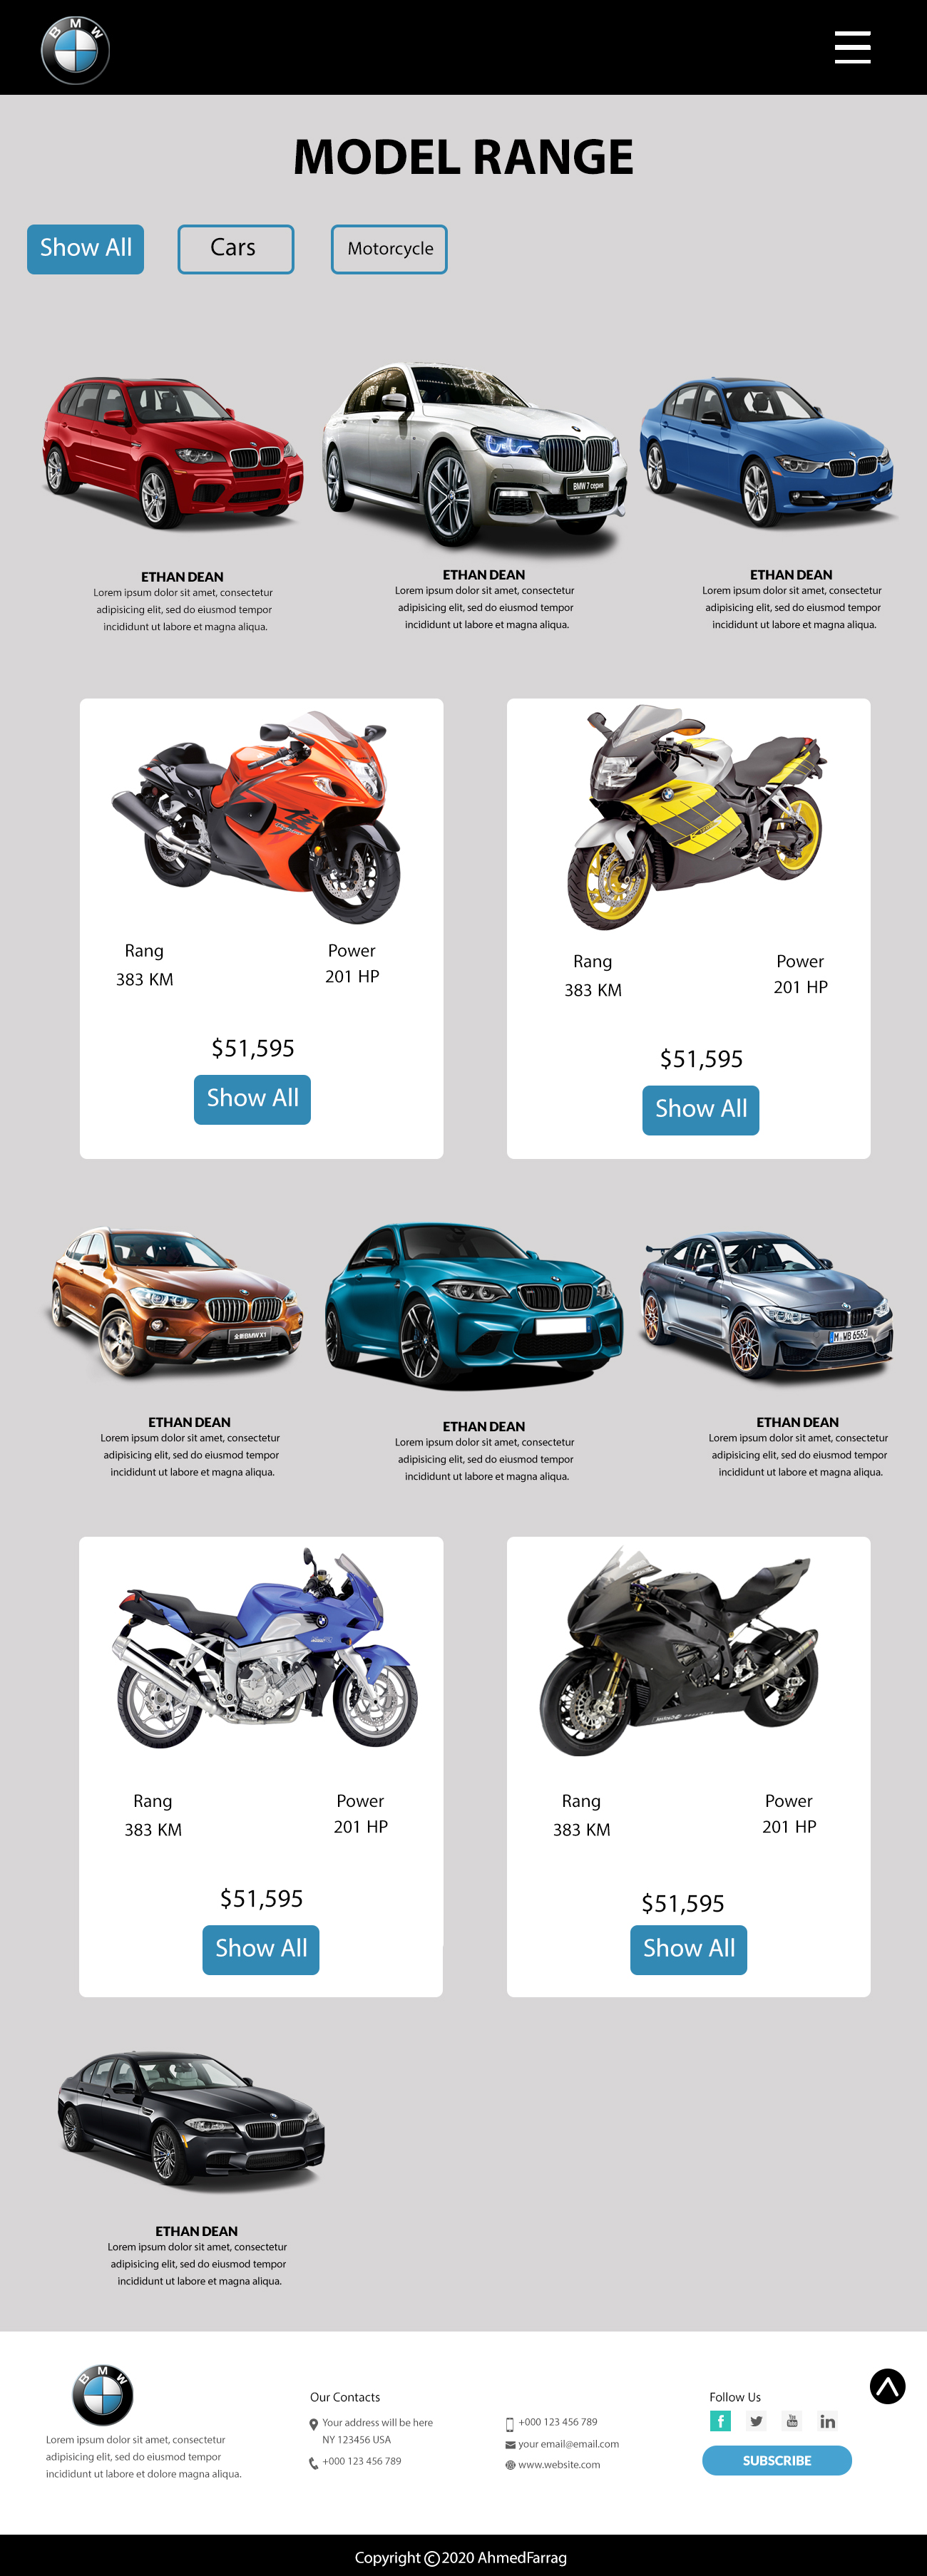 BMW
MODEL RANGE
Show All
Cars
Motorcycle
BMW 7 серия
ETHAN DEAN
Lorem ipsum dolor sit amet, consectetur
adipisicing elit, sed do eiusmod tempor
incididunt ut labore et magna aliqua.
ETHAN DEAN
Lorem ipsum dolor sit amet, consectetur
adipisicing elit, sed do eiusmod tempor
incididunt ut labore et magna aliqua.
ETHAN DEAN
Lorem ipsum dolor sit amet, consectetur
adipisicing elit, sed do eiusmod tempor
incididunt ut labore et magna aliqua.
Rang
Power
383 KM
201 HP
$51,595
Show All
Rang
Power
383 KM
201 HP
$51,595
Show All
全新BMW X1
M WB 6562
ETHAN DEAN
Lorem ipsum dolor sit amet, consectetur
adipisicing elit, sed do eiusmod tempor
incididunt ut labore et magna aliqua.
ETHAN DEAN
Lorem ipsum dolor sit amet, consectetur
adipisicing elit, sed do eiusmod tempor
incididunt ut labore et magna aliqua.
ETHAN DEAN
Lorem ipsum dolor sit amet, consectetur
adipisicing elit, sed do eiusmod tempor
incididunt ut labore et magna aliqua.
Rang
Power
383 KM
201 HP
$51,595
Show All
Rang
Power
383 KM
201 HP
$51,595
Show All
ETHAN DEAN
Lorem ipsum dolor sit amet, consectetur
adipisicing elit, sed do eiusmod tempor
incididunt ut labore et magna aliqua.
BMW
Lorem ipsum dolor sit amet, consectetur
adipisicing elit, sed do eiusmod tempor
incididunt ut labore et dolore magna aliqua.
Our Contacts
Your address will be here
NY 123456 USA
+000 123 456 789
+000 123 456 789
your email@email.com
www.website.com
Follow Us
f
You
in
SUBSCRIBE
Copyright ©2020 AhmedFarrag